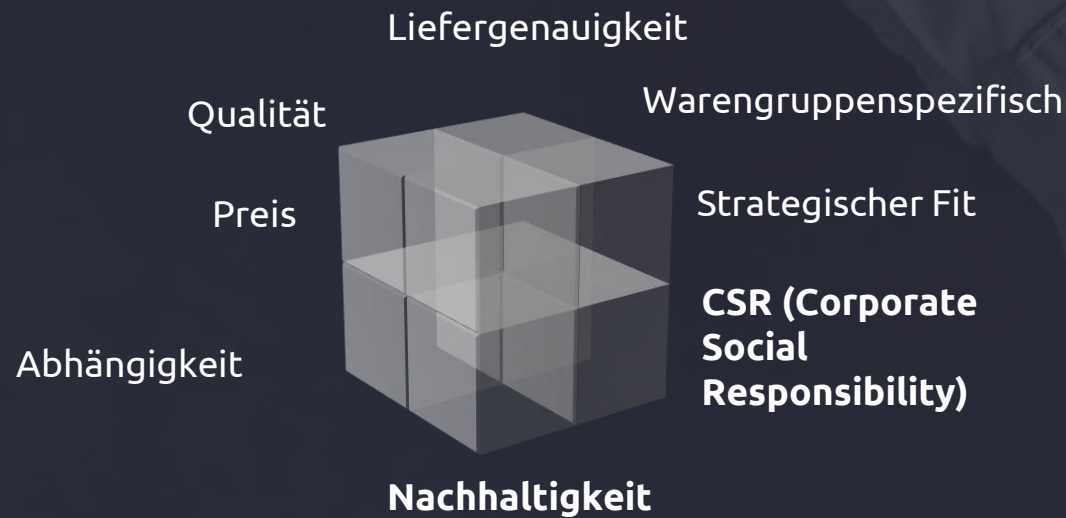 Liefergenauigkeit
Qualität
Warengruppenspezifisch
Preis
Strategischer Fit
CSR (Corporate
Social
Responsibility)
Abhängigkeit
Nachhaltigkeit